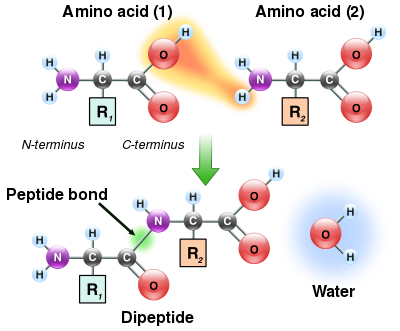 Amino acid (1) Amino acid (2)
H H
H O H O
N C C N C C
H H
R1 O R2 O
N-terminus C-terminus
Peptide bond
H O H
H N C C
H H H
N C C R2 O O
H H
R1 O
Water
Dipeptide